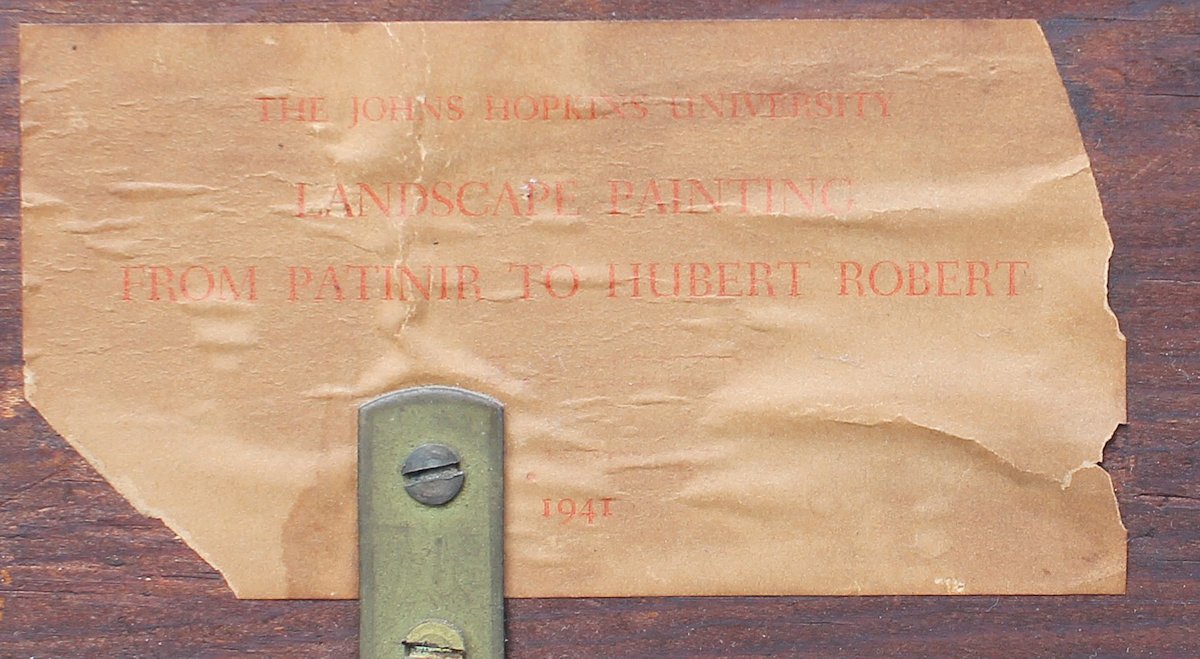 THE JOHNS HOPKINS UNIVERSITY
LANDSCAPE PAINTING
FROM PATINIR TO HUBERT ROBERT
1941